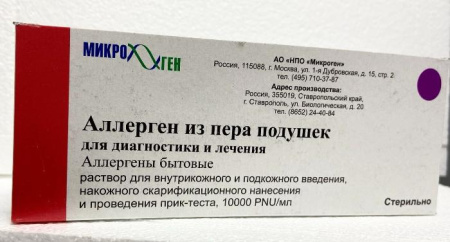 МИКРОГЕН
АО «НПО «Микроген»
Россия, 115088, г. Москва, ул. 1-я Дубровская, д. 15, стр. 2
тел. (495) 710-37-87
Адрес производства:
Россия, 355019, Ставропольский край,
г. Ставрополь, ул. Биологическая, д. 20
тел. (8652) 24-40-84
Аллерген из пера подушек
для диагностики и лечения
Аллергены бытовые
раствор для внутрикожного и подкожного введения,
накожного скарификационного нанесения
и проведения прик-теста, 10000 PNU/мл
Стерильно